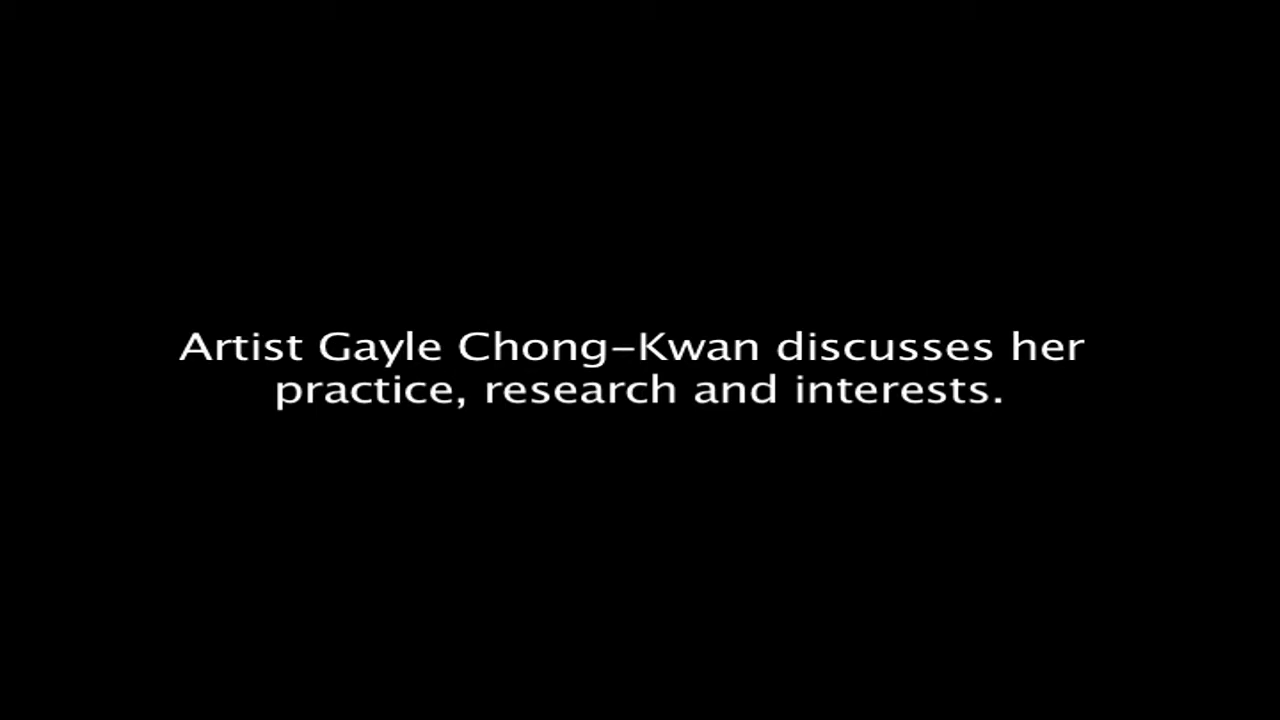 Artist Gayle Chong-Kwan discusses her
practice, research and interests.